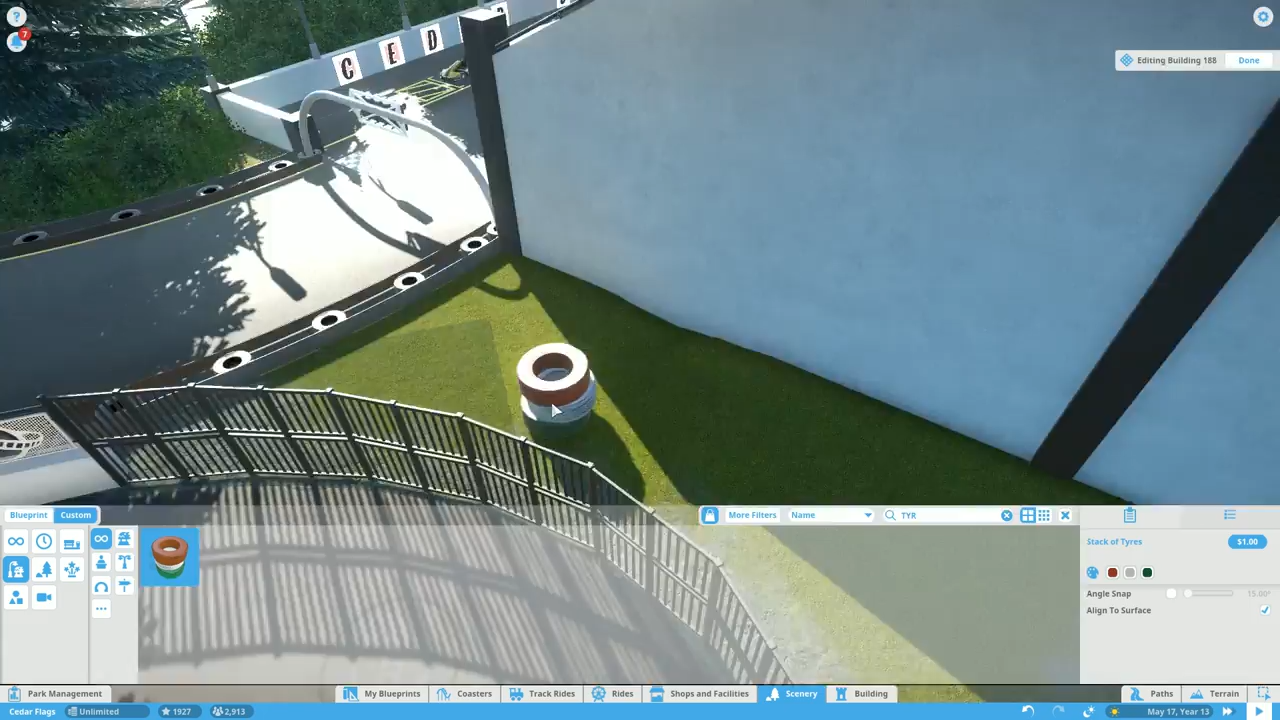 ?
7
C E D
Editing Building 188 Done
Blueprint Custom More Filters Name TYR
Stack of Tyres $1.00
Angle Snap 15.00°
Align To Surface
Park Management My Blueprints Coasters Track Rides Rides Shops and Facilities Scenery Building Paths Terrain
Cedar Flags Unlimited 1927 2,913 May 17, Year 13